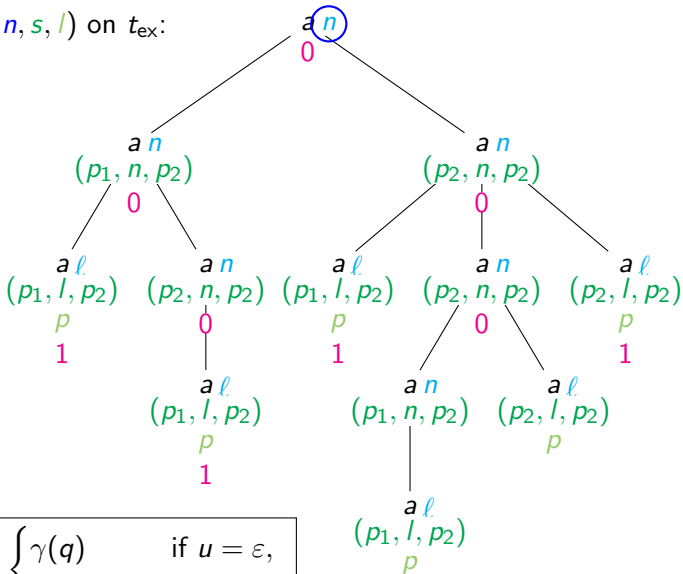 n, s, l) on t_ex:
a n
0
a n
(p₁, n, p₂)
0
a n
(p₂, n, p₂)
0
a ℓ
(p₁, l, p₂)
p
1
a n
(p₂, n, p₂)
0
a ℓ
(p₁, l, p₂)
p
1
a n
(p₂, n, p₂)
0
a ℓ
(p₂, l, p₂)
p
1
a ℓ
(p₁, l, p₂)
p
1
a n
(p₁, n, p₂)
a ℓ
(p₂, l, p₂)
p
a ℓ
(p₁, l, p₂)
p
{ γ(q) if u = ε,